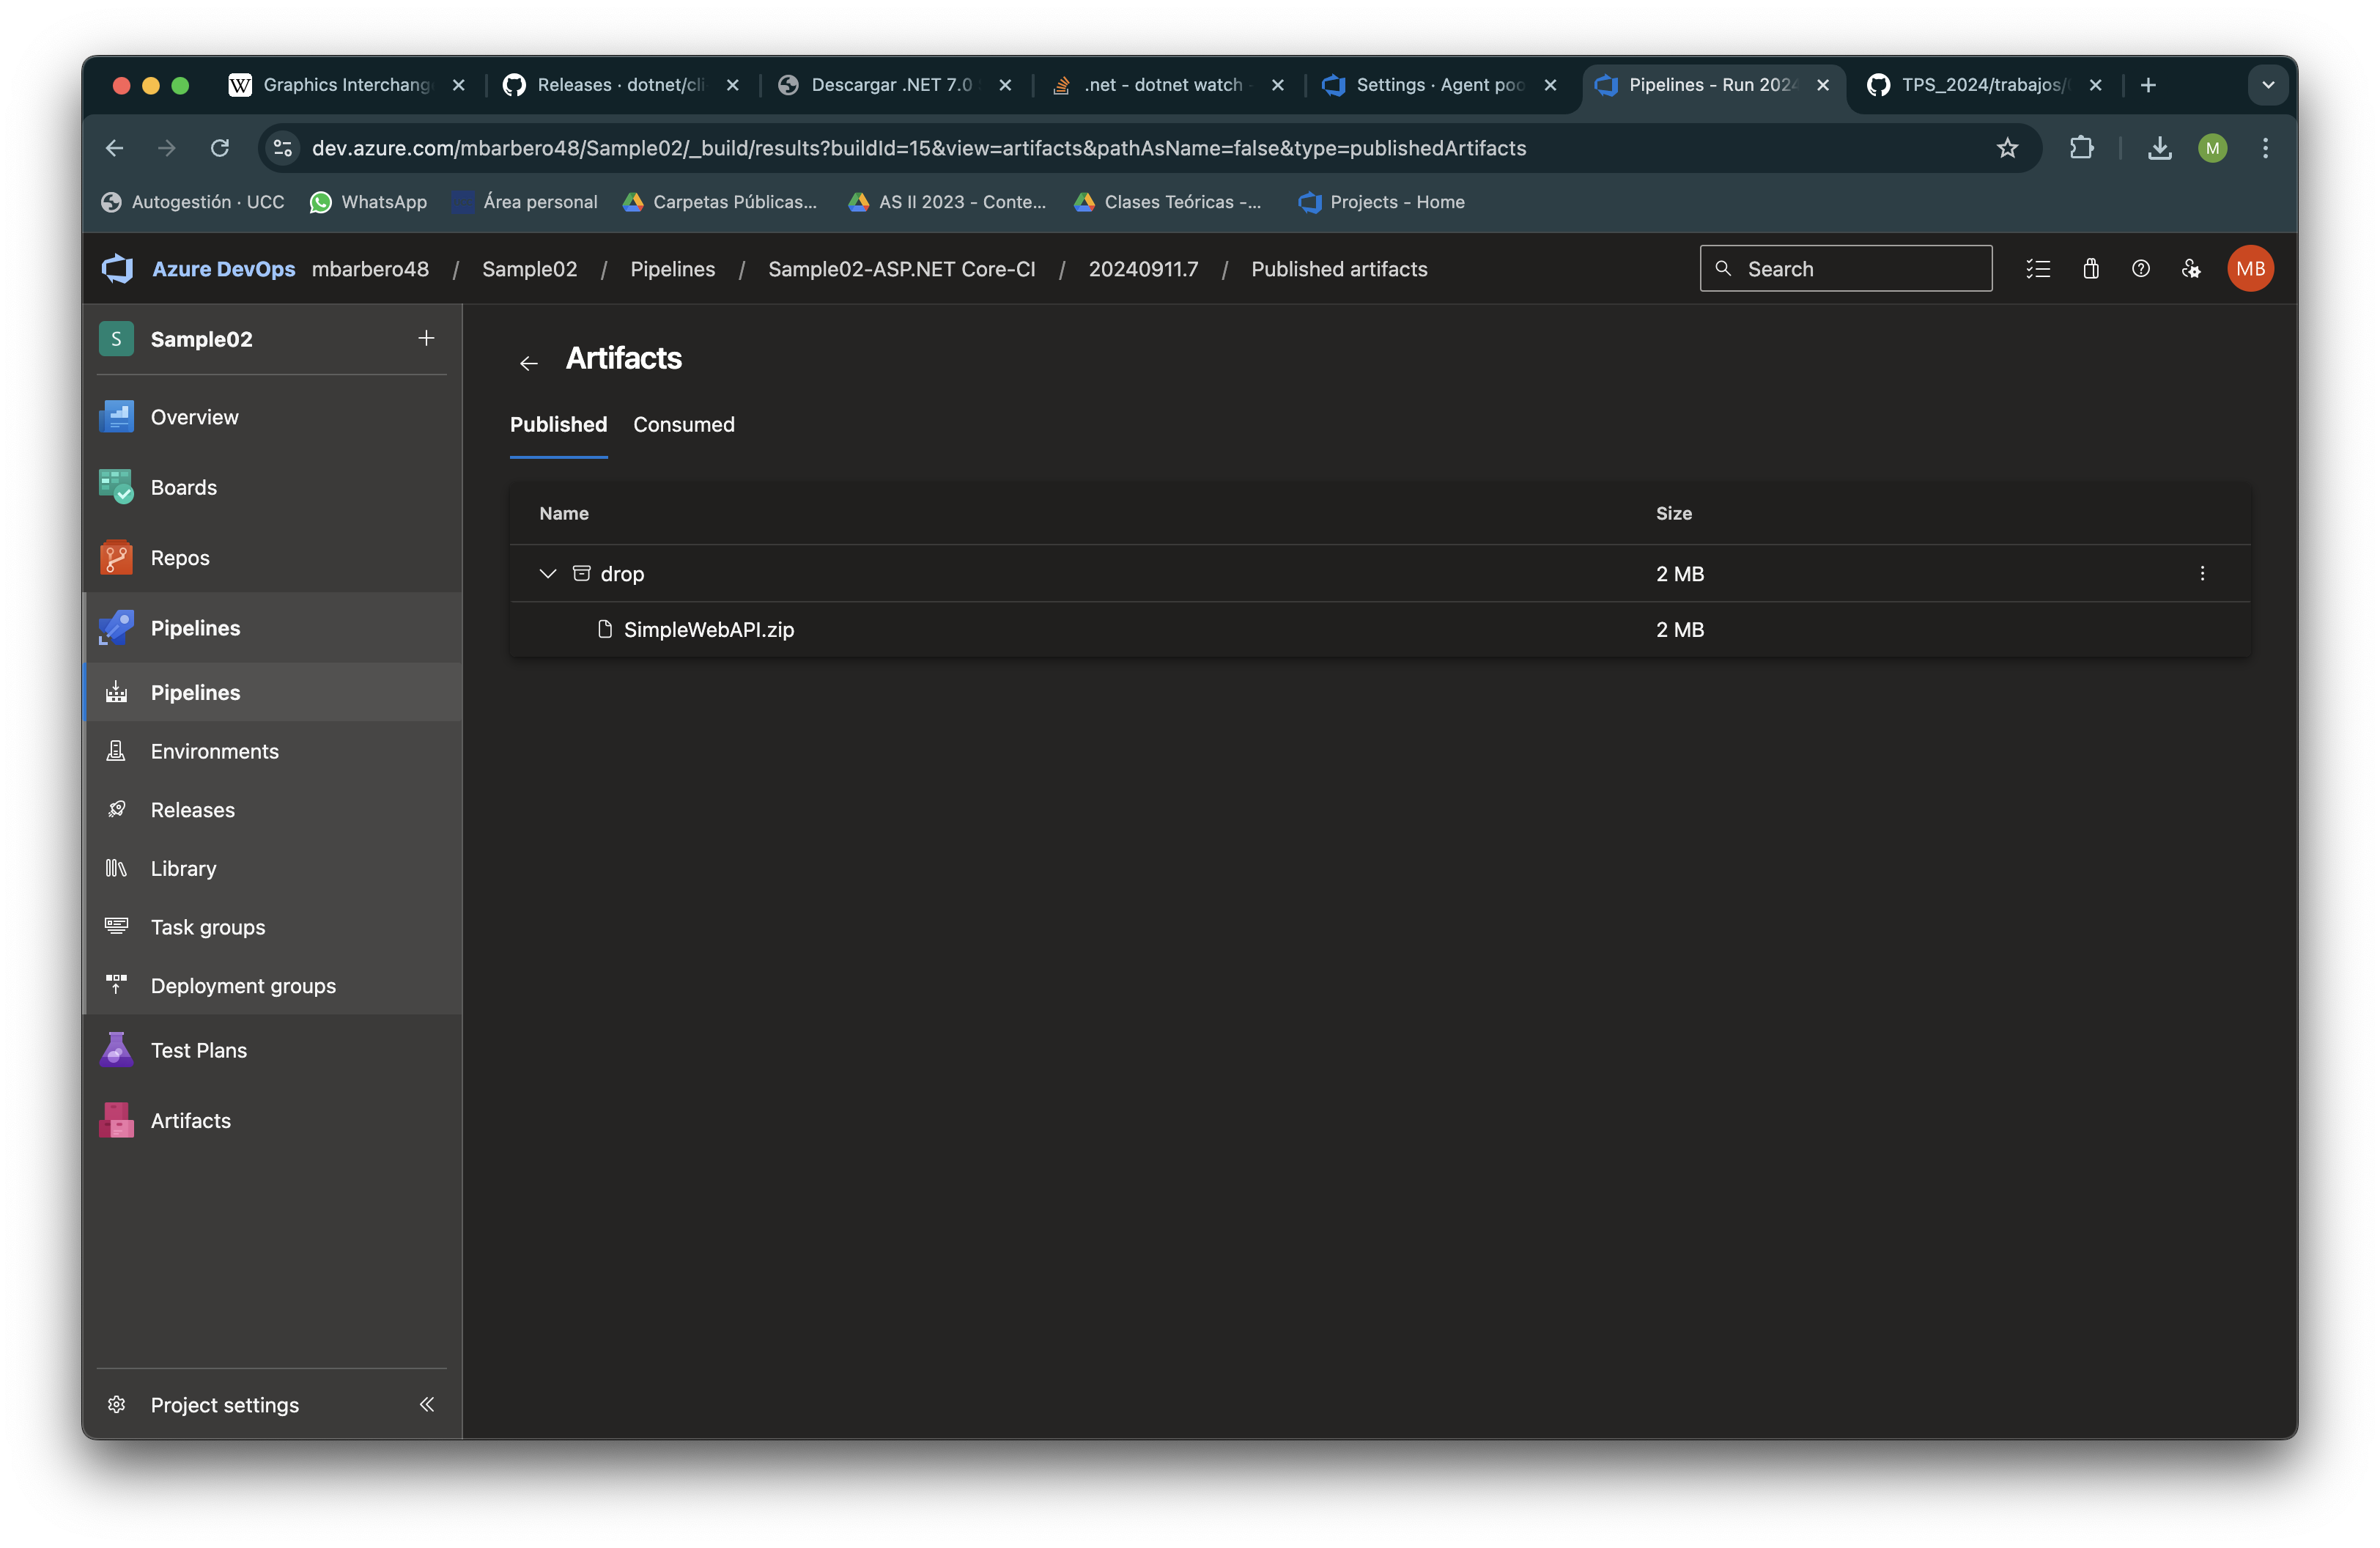 Graphics Interchang
Releases · dotnet/cli
Descargar .NET 7.0
.net - dotnet watch
Settings · Agent poo
Pipelines - Run 202
TPS_2024/trabajos/
dev.azure.com/mbarbero48/Sample02/_build/results?buildId=15&view=artifacts&pathAsName=false&type=publishedArtifacts
M
Autogestión · UCC
WhatsApp
Área personal
Carpetas Públicas...
AS II 2023 - Conte...
Clases Teóricas -...
Projects - Home
Azure DevOps mbarbero48 / Sample02 / Pipelines / Sample02-ASP.NET Core-CI / 20240911.7 / Published artifacts
Search
MB
S Sample02
Overview
Boards
Repos
Pipelines
Pipelines
Environments
Releases
Library
Task groups
Deployment groups
Test Plans
Artifacts
Project settings
Artifacts
Published Consumed
Name Size
drop 2 MB
SimpleWebAPI.zip 2 MB